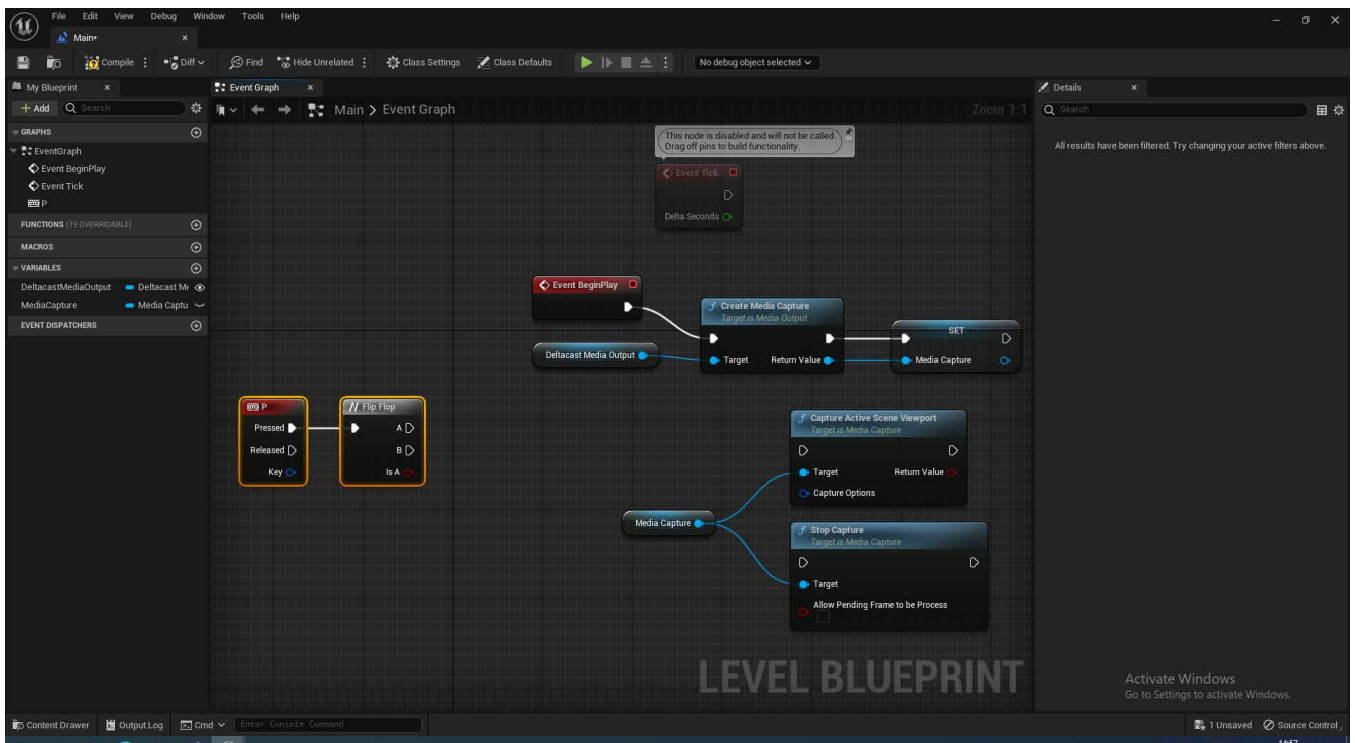 File Edit View Debug Window Tools Help
Main•
Compile Diff Find Hide Unrelated Class Settings Class Defaults No debug object selected
My Blueprint
+ Add Search
GRAPHS
EventGraph
Event BeginPlay
Event Tick
P
FUNCTIONS (19 OVERRIDABLE)
MACROS
VARIABLES
DeltacastMediaOutput Deltacast Me
MediaCapture Media Captu
EVENT DISPATCHERS
Event Graph
Main > Event Graph Zoom 1:1
This node is disabled and will not be called.
Drag off pins to build functionality.
Event Tick
Delta Seconds
Event BeginPlay
Deltacast Media Output
Create Media Capture
Target is Media Output
Target Return Value
SET
Media Capture
P
Pressed
Released
Key
Flip Flop
A
B
Is A
Capture Active Scene Viewport
Target is Media Capture
Target Return Value
Capture Options
Media Capture
Stop Capture
Target is Media Capture
Target
Allow Pending Frame to be Process
LEVEL BLUEPRINT
Details
Search
All results have been filtered. Try changing your active filters above.
Activate Windows
Go to Settings to activate Windows.
Content Drawer Output Log Cmd Enter Console Command 1 Unsaved Source Control
14:57